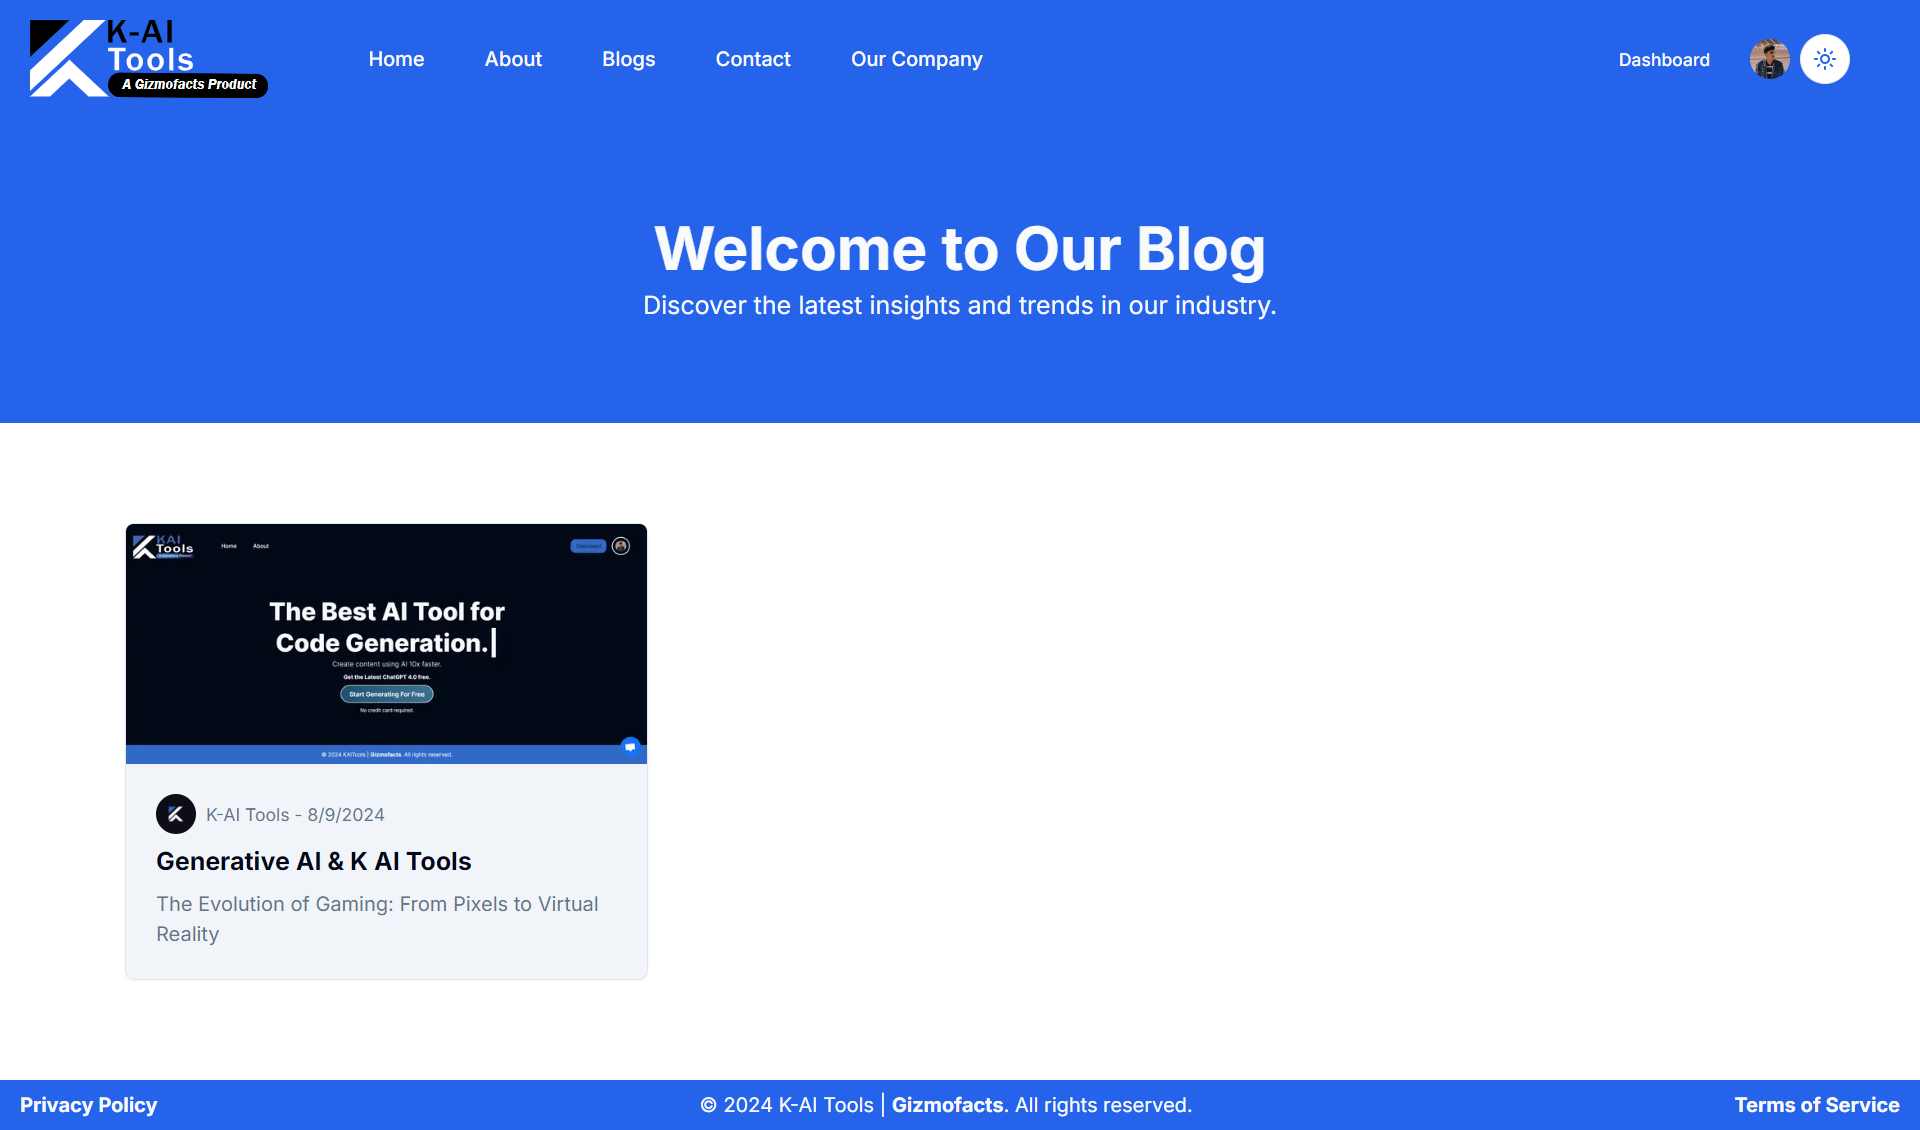 K-AI
Tools
A Gizmofacts Product
Home About Blogs Contact Our Company
Dashboard
Welcome to Our Blog
Discover the latest insights and trends in our industry.
KAI
Tools
Home About
The Best AI Tool for
Code Generation.|
Create content using AI 10x faster.
Get the Latest ChatGPT 4.0 free.
Start Generating For Free
No credit card required.
© 2024 KAITools | Gizmofacts. All rights reserved.
K-AI Tools - 8/9/2024
Generative AI & K AI Tools
The Evolution of Gaming: From Pixels to Virtual
Reality
Privacy Policy
© 2024 K-AI Tools | Gizmofacts. All rights reserved.
Terms of Service